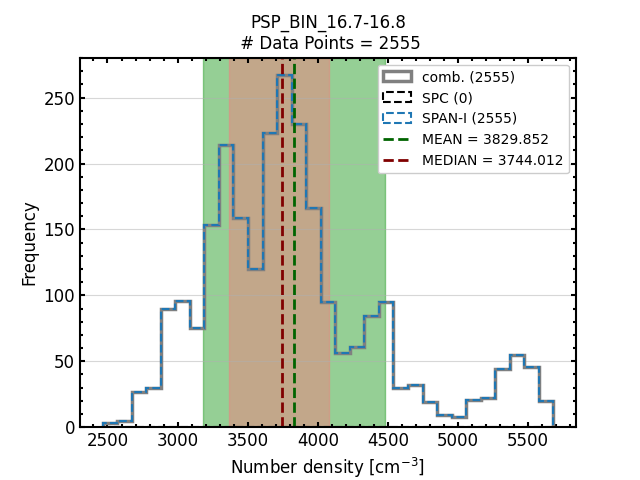 PSP_BIN_16.7-16.8
# Data Points = 2555
comb. (2555)
SPC (0)
SPAN-I (2555)
MEAN = 3829.852
MEDIAN = 3744.012
Frequency
250
200
150
100
50
0
2500 3000 3500 4000 4500 5000 5500
Number density [cm⁻³]